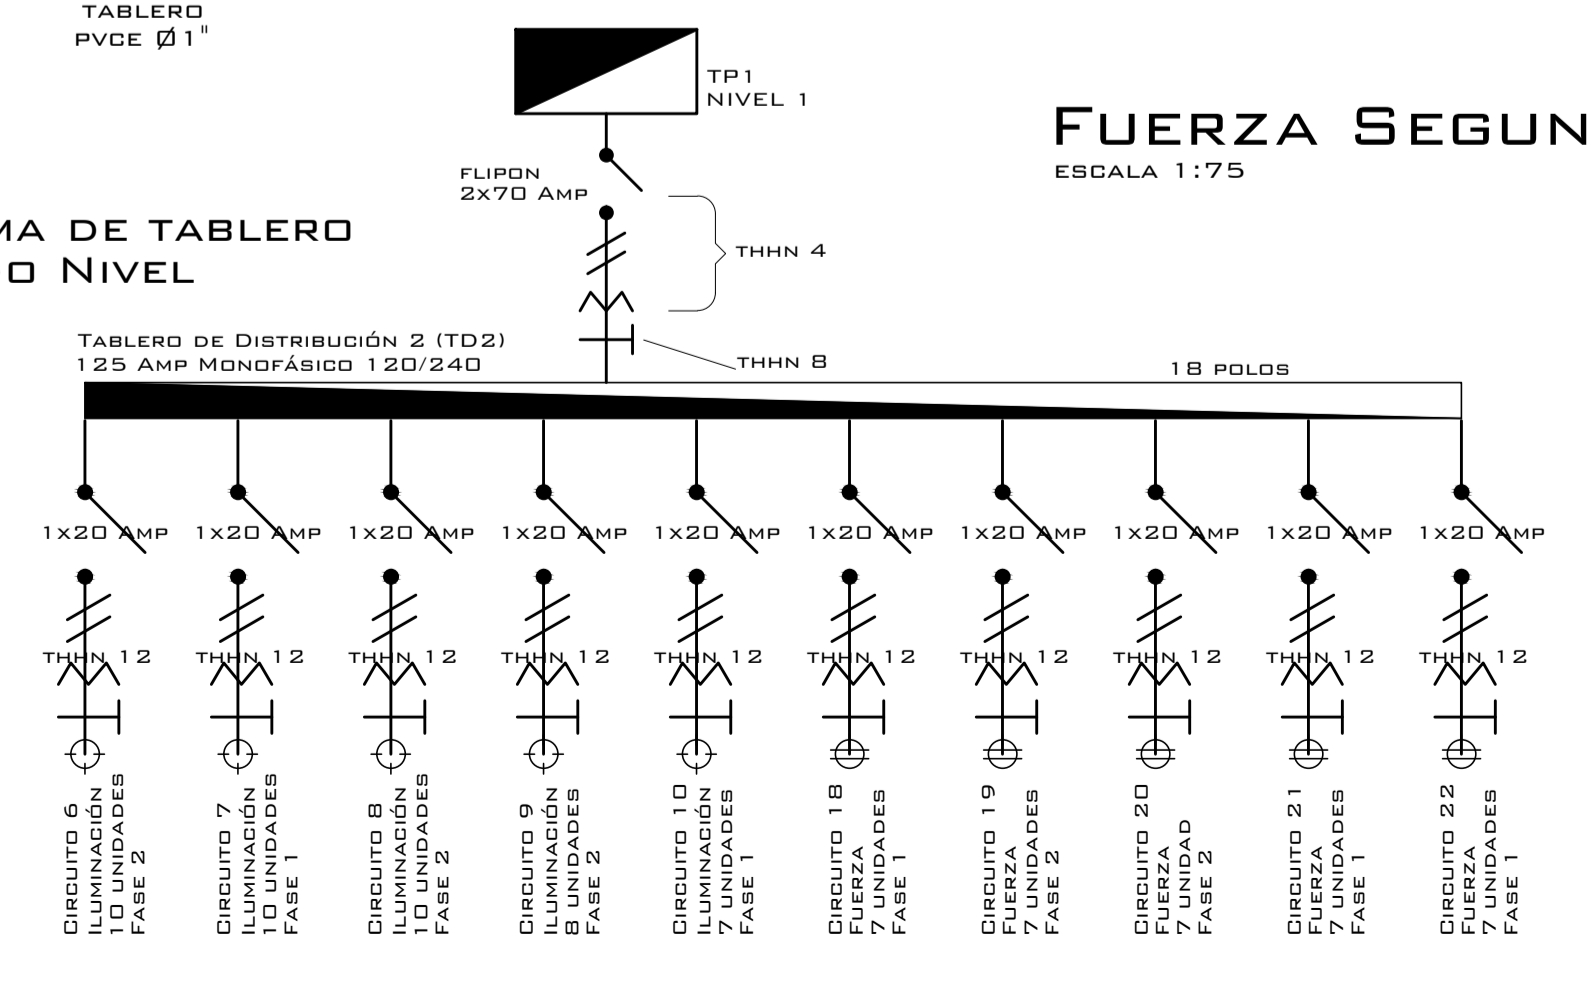 TABLERO
PVCE Ø1"
TP1
NIVEL 1
FUERZA SEGUN
ESCALA 1:75
FLIPON
2x70 AMP
MA DE TABLERO
O NIVEL
THHN 4
TABLERO DE DISTRIBUCIÓN 2 (TD2)
125 AMP MONOFÁSICO 120/240
THHN 8
18 POLOS
1x20 AMP
1x20 AMP
1x20 AMP
1x20 AMP
1x20 AMP
1x20 AMP
1x20 AMP
1x20 AMP
1x20 AMP
1x20 AMP
THHN 12
THHN 12
THHN 12
THHN 12
THHN 12
THHN 12
THHN 12
THHN 12
THHN 12
THHN 12
CIRCUITO 6
ILUMINACIÓN
10 UNIDADES
FASE 2
CIRCUITO 7
ILUMINACIÓN
10 UNIDADES
FASE 1
CIRCUITO 8
ILUMINACIÓN
10 UNIDADES
FASE 2
CIRCUITO 9
ILUMINACIÓN
8 UNIDADES
FASE 2
CIRCUITO 10
ILUMINACIÓN
7 UNIDADES
FASE 1
CIRCUITO 18
FUERZA
7 UNIDADES
FASE 1
CIRCUITO 19
FUERZA
7 UNIDADES
FASE 2
CIRCUITO 20
FUERZA
7 UNIDAD
FASE 2
CIRCUITO 21
FUERZA
7 UNIDADES
FASE 1
CIRCUITO 22
FUERZA
7 UNIDADES
FASE 1